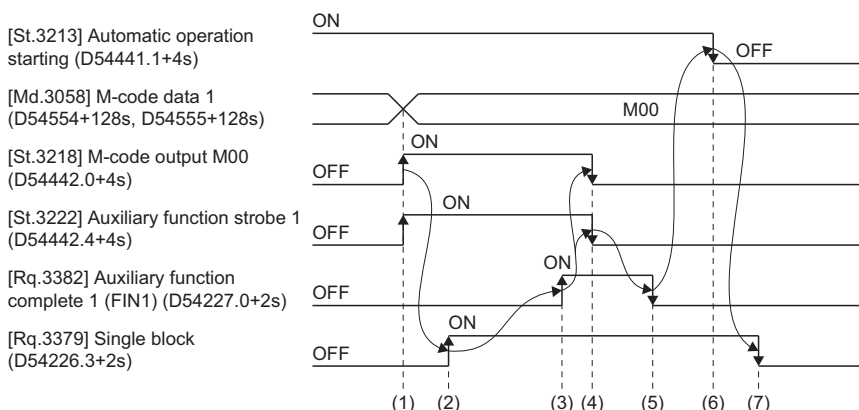 ON
[St.3213] Automatic operation
starting (D54441.1+4s)
OFF
[Md.3058] M-code data 1
(D54554+128s, D54555+128s)
M00
ON
[St.3218] M-code output M00
(D54442.0+4s)
OFF
ON
[St.3222] Auxiliary function strobe 1
(D54442.4+4s)
OFF
ON
[Rq.3382] Auxiliary function
complete 1 (FIN1) (D54227.0+2s)
OFF
ON
[Rq.3379] Single block
(D54226.3+2s)
OFF
(1) (2) (3) (4) (5) (6) (7)